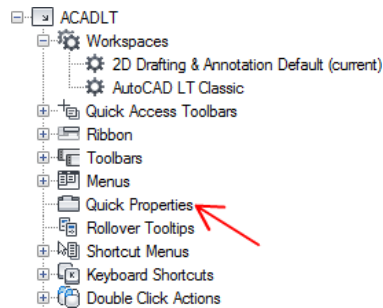 ACADLT
Workspaces
2D Drafting & Annotation Default (current)
AutoCAD LT Classic
Quick Access Toolbars
Ribbon
Toolbars
Menus
Quick Properties
Rollover Tooltips
Shortcut Menus
Keyboard Shortcuts
Double Click Actions